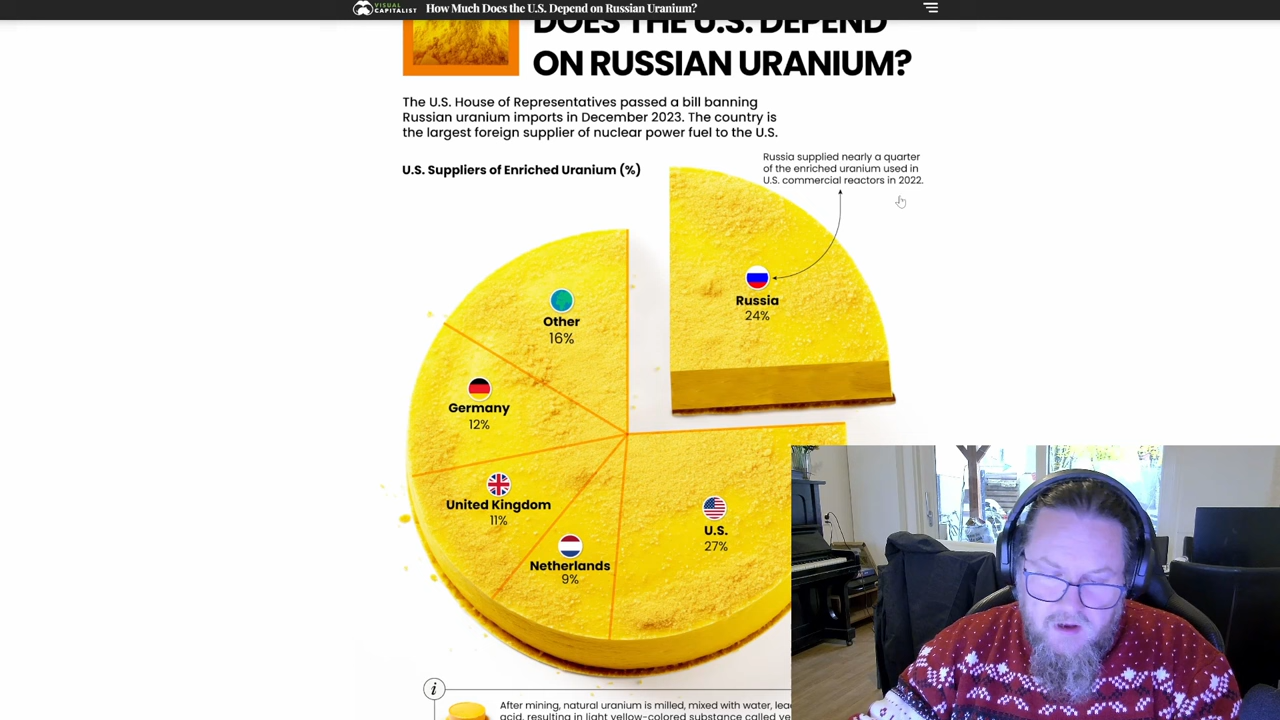 VISUAL
CAPITALIST
How Much Does the U.S. Depend on Russian Uranium?
DOES THE U.S. DEPEND
ON RUSSIAN URANIUM?
The U.S. House of Representatives passed a bill banning
Russian uranium imports in December 2023. The country is
the largest foreign supplier of nuclear power fuel to the U.S.
U.S. Suppliers of Enriched Uranium (%)
Russia supplied nearly a quarter
of the enriched uranium used in
U.S. commercial reactors in 2022.
Russia
24%
Other
16%
Germany
12%
United Kingdom
11%
Netherlands
9%
U.S.
27%
i
After mining, natural uranium is milled, mixed with water,
acid, resulting in light yellow-colored substance called